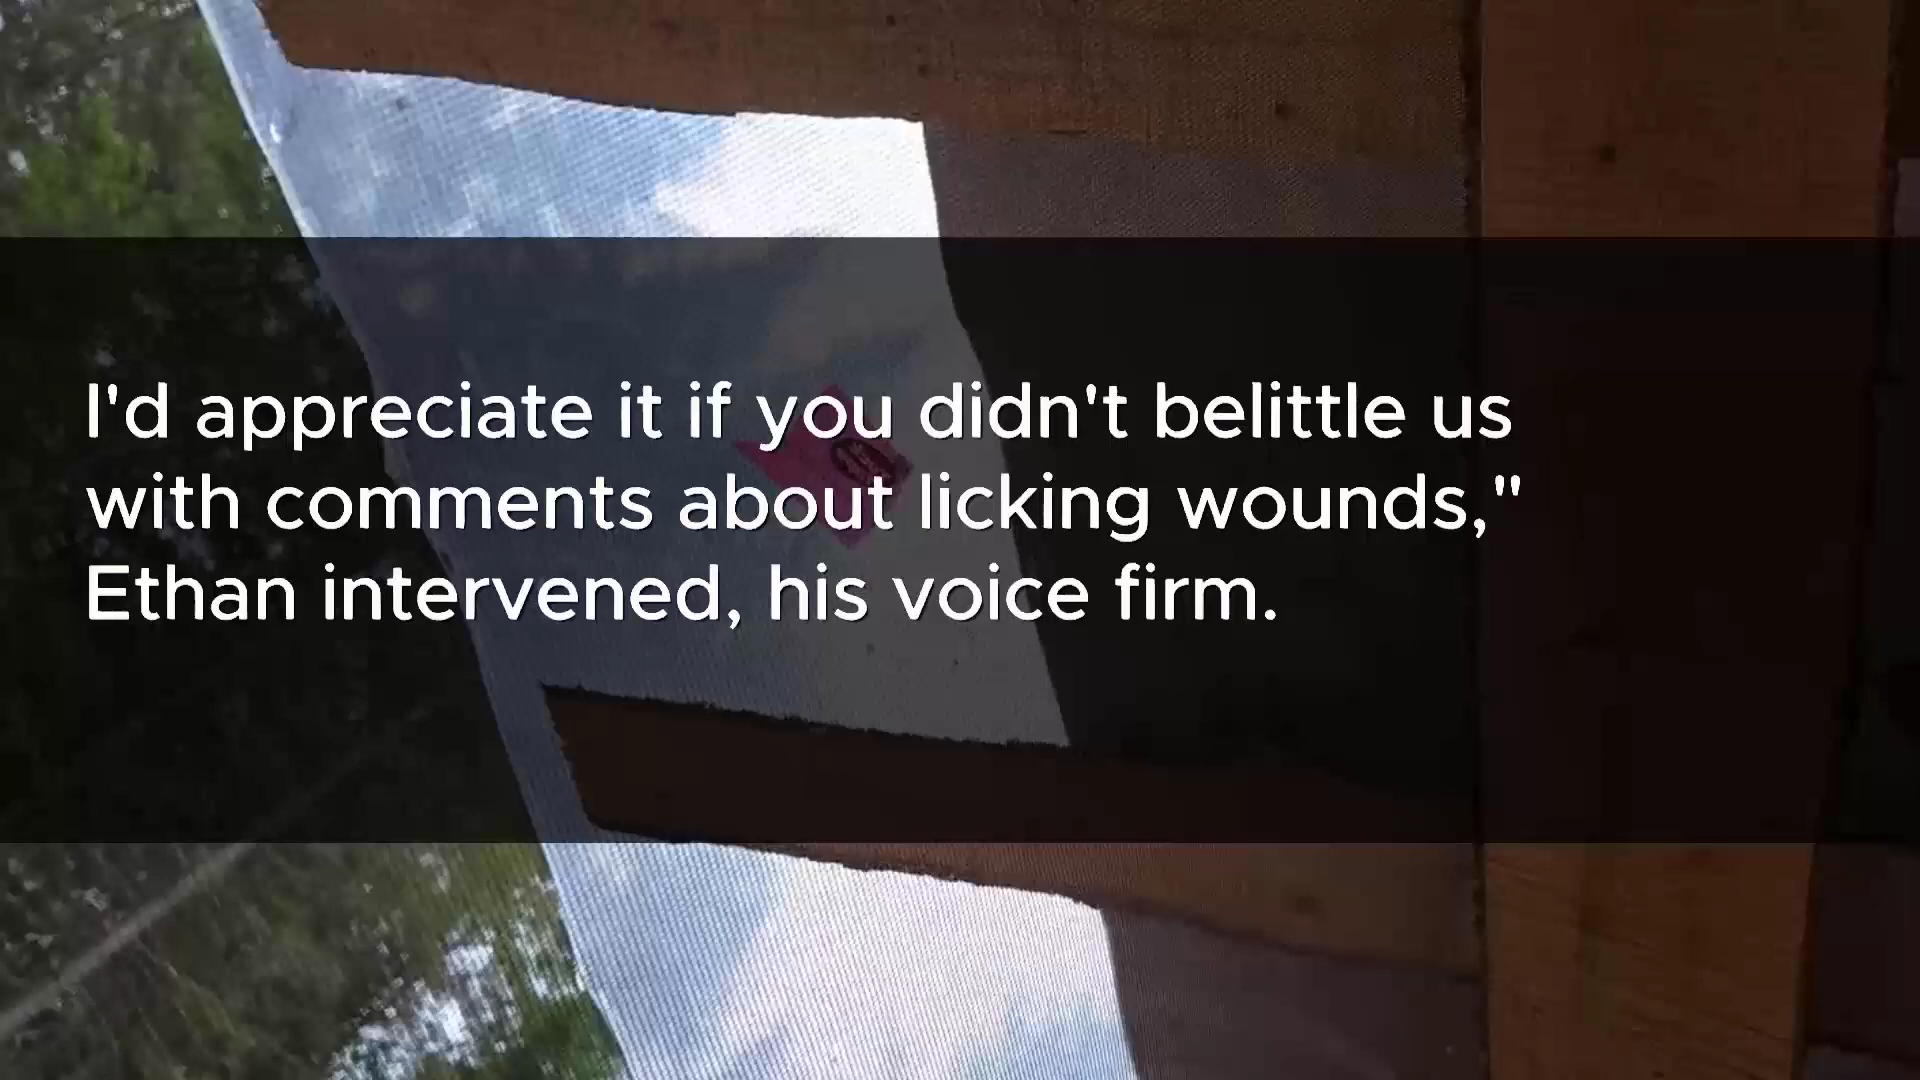 I'd appreciate it if you didn't belittle us
with comments about licking wounds,"
Ethan intervened, his voice firm.